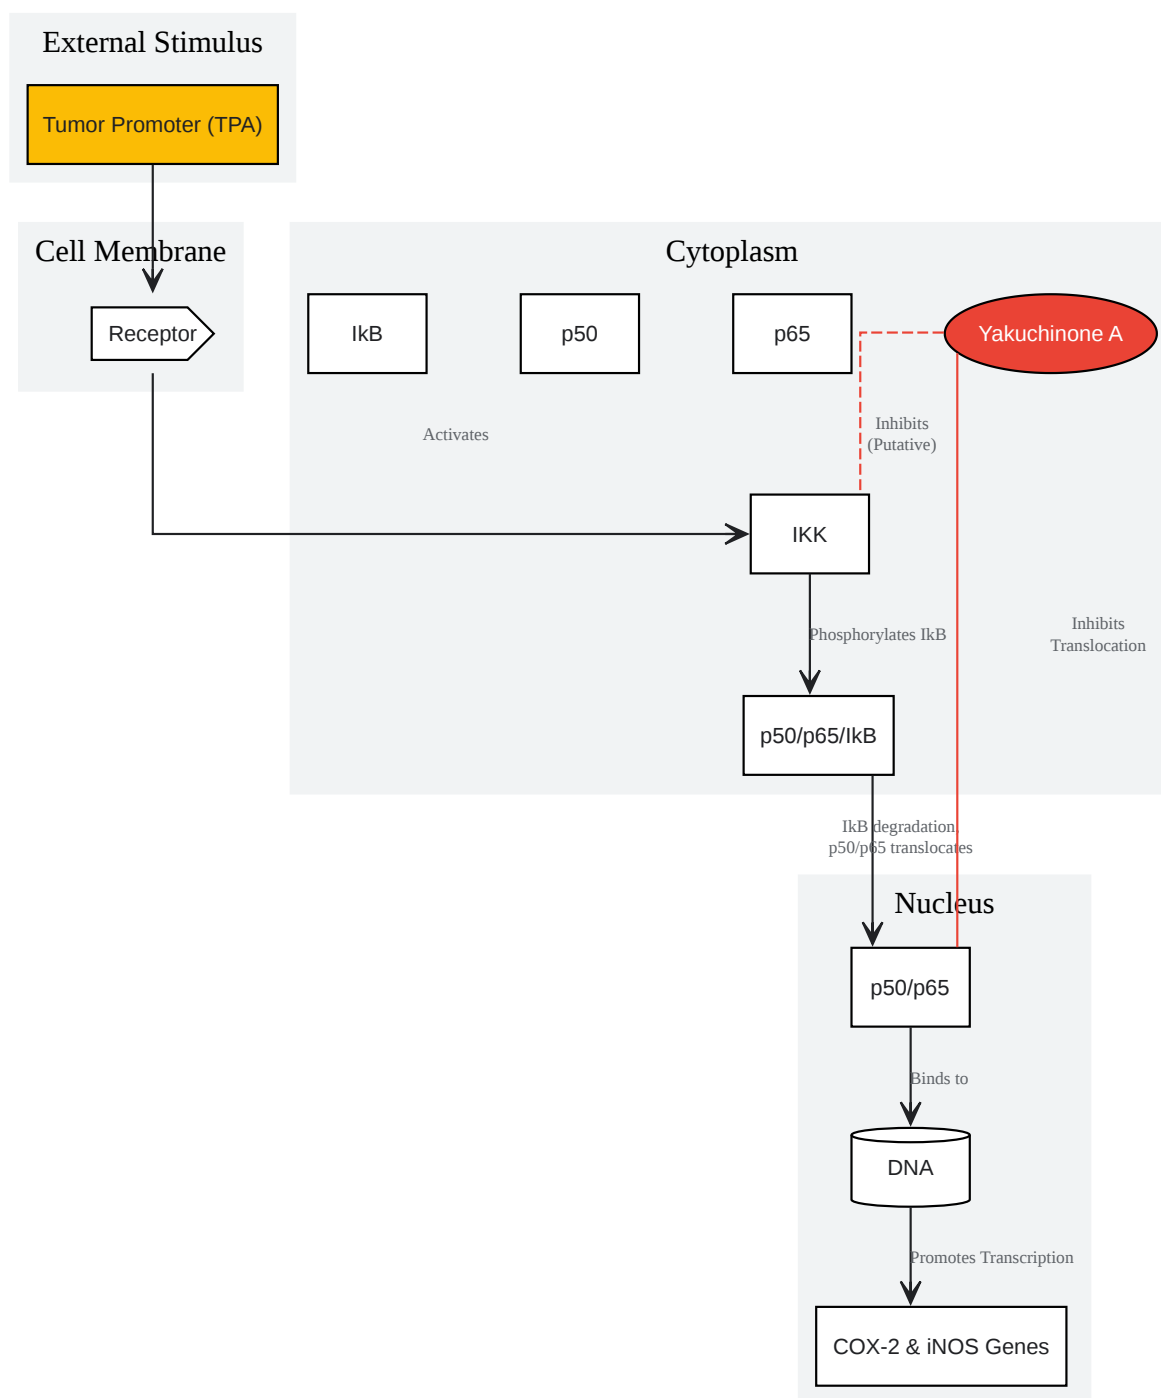 External Stimulus
Tumor Promoter (TPA)
Cell Membrane
Receptor
Cytoplasm
IkB
p50
p65
Yakuchinone A
Activates
Inhibits
(Putative)
IKK
Phosphorylates IkB
Inhibits
Translocation
p50/p65/IkB
IkB degradation,
p50/p65 translocates
Nucleus
p50/p65
Binds to
DNA
Promotes Transcription
COX-2 & iNOS Genes